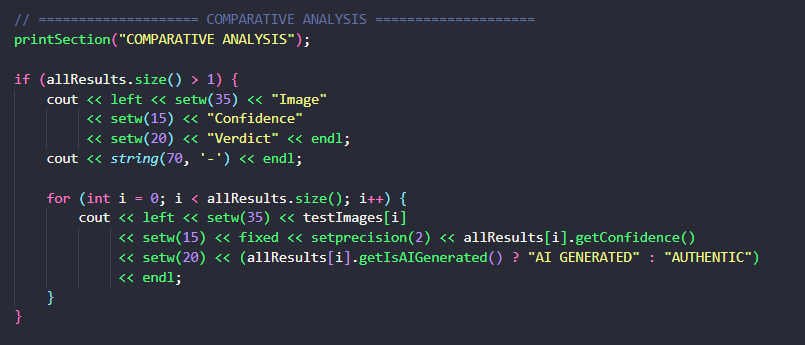 // ==================== COMPARATIVE ANALYSIS ====================
printSection("COMPARATIVE ANALYSIS");

if (allResults.size() > 1) {
    cout << left << setw(35) << "Image"
         << setw(15) << "Confidence"
         << setw(20) << "Verdict" << endl;
    cout << string(70, '-') << endl;

    for (int i = 0; i < allResults.size(); i++) {
        cout << left << setw(35) << testImages[i]
             << setw(15) << fixed << setprecision(2) << allResults[i].getConfidence()
             << setw(20) << (allResults[i].getIsAIGenerated() ? "AI GENERATED" : "AUTHENTIC")
             << endl;
    }
}